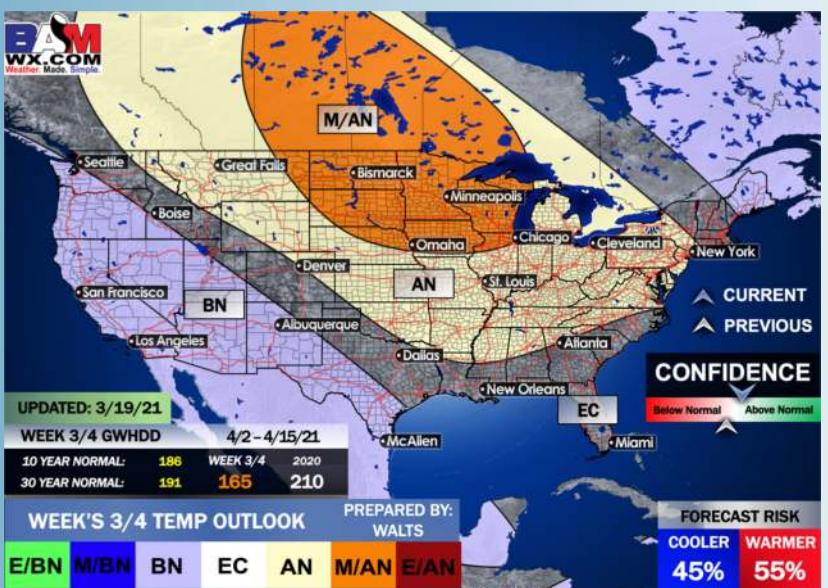 BAM
WX.COM
Weather. Made. Simple.
M/AN
Seattle
Great Falls
Bismarck
Minneapolis
Boise
Omaha
Chicago
Cleveland
New York
Denver
AN
St. Louis
San Francisco
BN
CURRENT
PREVIOUS
Albuquerque
Los Angeles
Dallas
Atlanta
CONFIDENCE
Below Normal
Above Normal
New Orleans
EC
McAllen
Miami
UPDATED: 3/19/21
WEEK 3/4 GWHDD 4/2 – 4/15/21
10 YEAR NORMAL: 186 WEEK 3/4 2020
30 YEAR NORMAL: 191 165 210
WEEK'S 3/4 TEMP OUTLOOK
PREPARED BY:
WALTS
E/BN M/BN BN EC AN M/AN E/AN
FORECAST RISK
COOLER WARMER
45% 55%